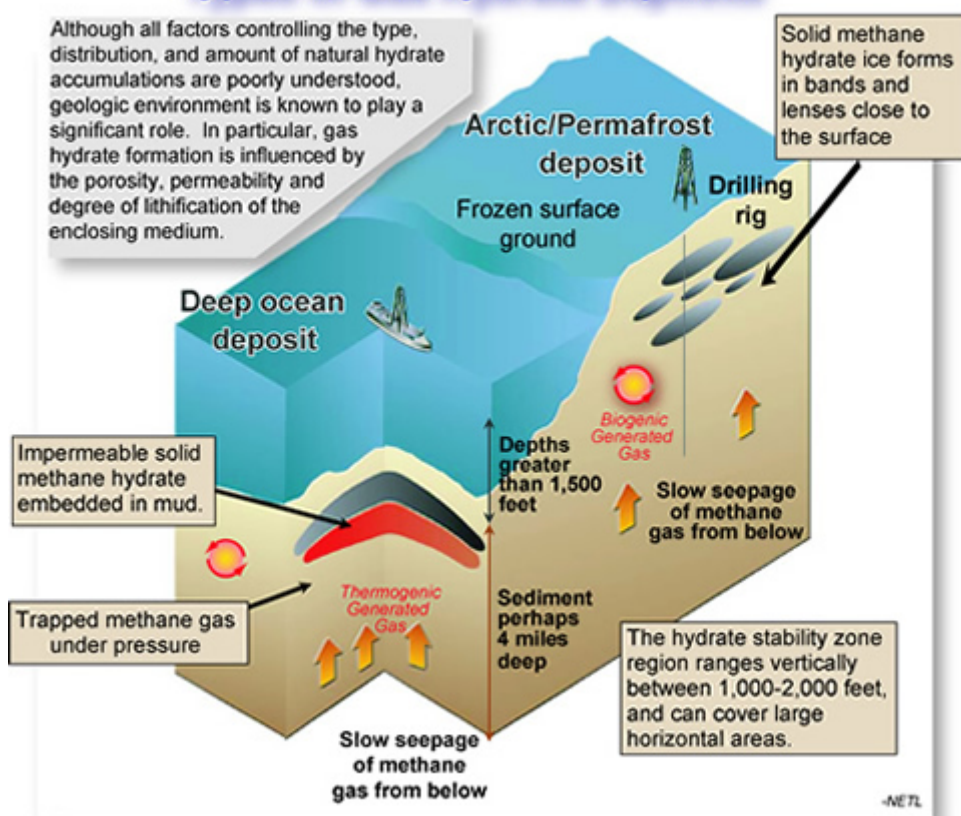 Although all factors controlling the type,
distribution, and amount of natural hydrate
accumulations are poorly understood,
geologic environment is known to play a
significant role. In particular, gas
hydrate formation is influenced by
the porosity, permeability and
degree of lithification of the
enclosing medium.
Solid methane
hydrate ice forms
in bands and
lenses close to
the surface
Arctic/Permafrost
deposit
Drilling
rig
Frozen surface
ground
Deep ocean
deposit
Biogenic
Generated
Gas
Depths
greater
than 1,500
feet
Impermeable solid
methane hydrate
embedded in mud.
Slow seepage
of methane
gas from below
Thermogenic
Generated
Gas
Sediment
perhaps
4 miles
deep
Trapped methane gas
under pressure
The hydrate stability zone
region ranges vertically
between 1,000-2,000 feet,
and can cover large
horizontal areas.
Slow seepage
of methane
gas from below
-NETL